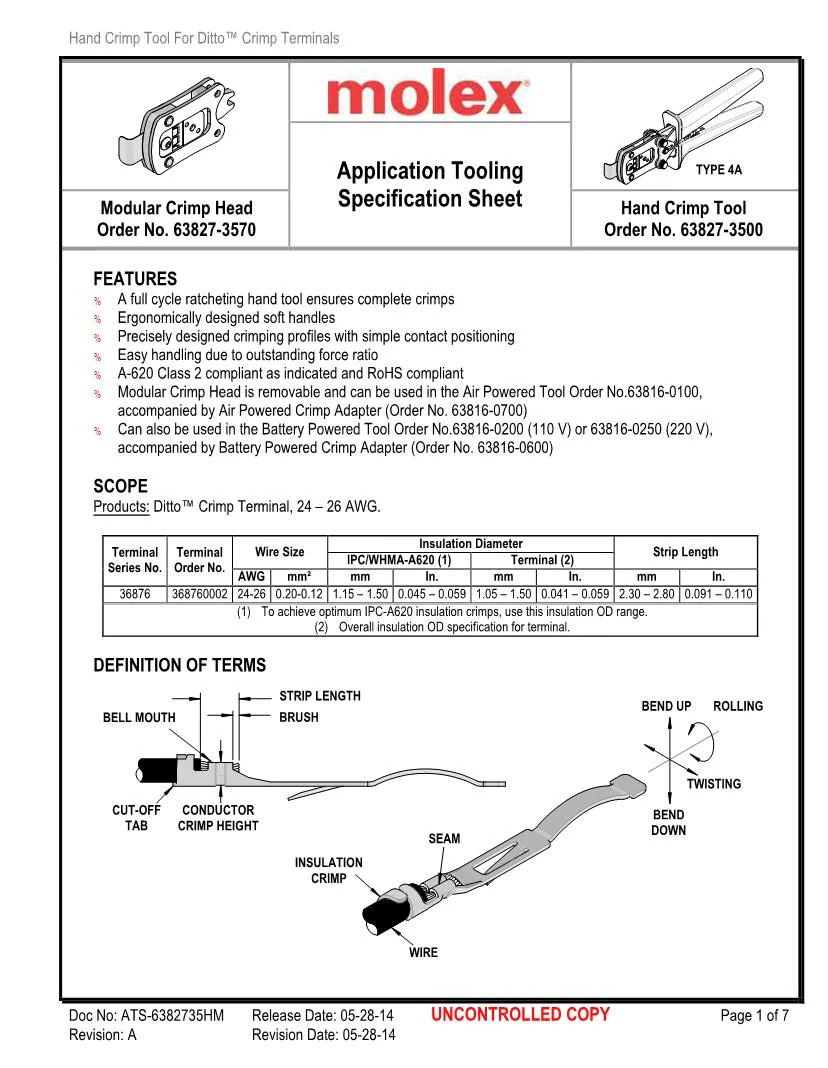 Hand Crimp Tool For Ditto™ Crimp Terminals
molex®
Application Tooling
Specification Sheet
Modular Crimp Head
Order No. 63827-3570
TYPE 4A
Hand Crimp Tool
Order No. 63827-3500
FEATURES
% A full cycle ratcheting hand tool ensures complete crimps
% Ergonomically designed soft handles
% Precisely designed crimping profiles with simple contact positioning
% Easy handling due to outstanding force ratio
% A-620 Class 2 compliant as indicated and RoHS compliant
% Modular Crimp Head is removable and can be used in the Air Powered Tool Order No.63816-0100,
accompanied by Air Powered Crimp Adapter (Order No. 63816-0700)
% Can also be used in the Battery Powered Tool Order No.63816-0200 (110 V) or 63816-0250 (220 V),
accompanied by Battery Powered Crimp Adapter (Order No. 63816-0600)
SCOPE
Products: Ditto™ Crimp Terminal, 24 – 26 AWG.
Terminal Series No. Terminal Order No. Wire Size Insulation Diameter Strip Length
IPC/WHMA-A620 (1) Terminal (2)
AWG mm² mm In. mm In. mm In.
36876 368760002 24-26 0.20-0.12 1.15 – 1.50 0.045 – 0.059 1.05 – 1.50 0.041 – 0.059 2.30 – 2.80 0.091 – 0.110
(1) To achieve optimum IPC-A620 insulation crimps, use this insulation OD range.
(2) Overall insulation OD specification for terminal.
DEFINITION OF TERMS
STRIP LENGTH
BELL MOUTH
BRUSH
CUT-OFF
TAB
CONDUCTOR
CRIMP HEIGHT
BEND UP
ROLLING
TWISTING
BEND
DOWN
SEAM
INSULATION
CRIMP
WIRE
Doc No: ATS-6382735HM Release Date: 05-28-14 UNCONTROLLED COPY Page 1 of 7
Revision: A Revision Date: 05-28-14